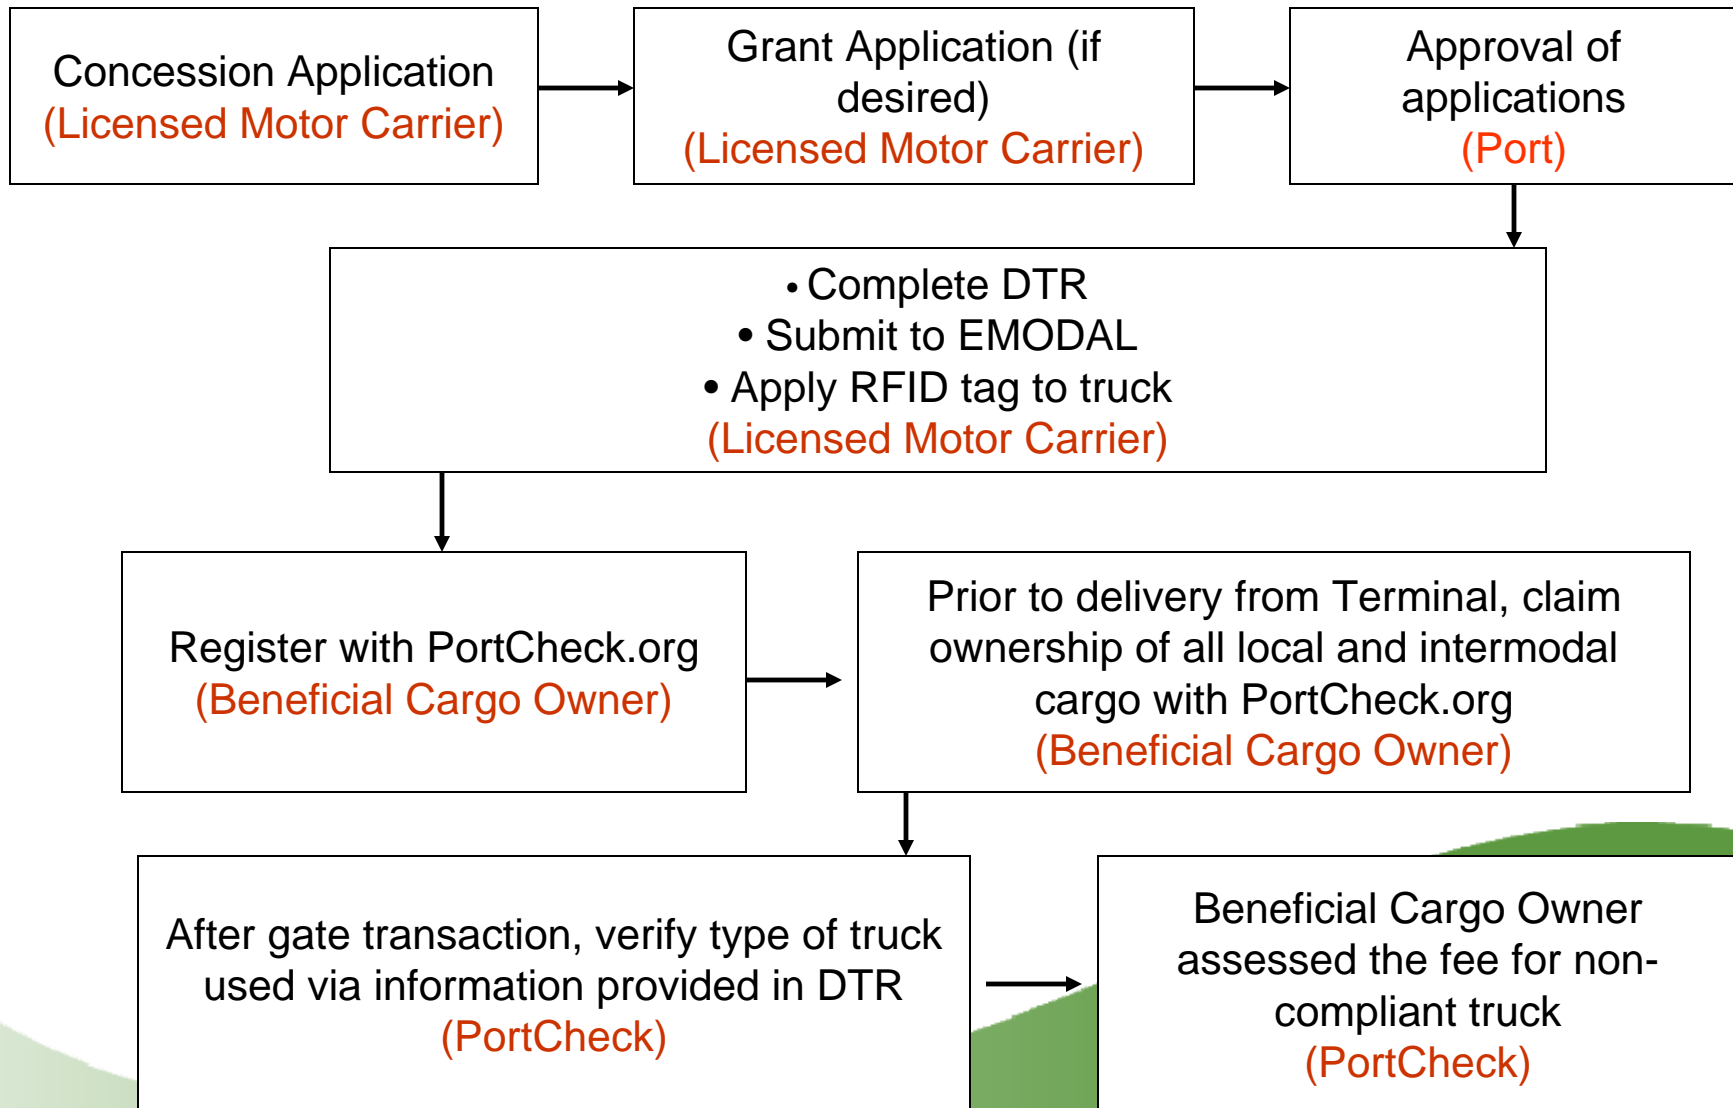 Concession Application
(Licensed Motor Carrier)
Grant Application (if
desired)
(Licensed Motor Carrier)
Approval of
applications
(Port)
• Complete DTR
• Submit to EMODAL
• Apply RFID tag to truck
(Licensed Motor Carrier)
Register with PortCheck.org
(Beneficial Cargo Owner)
Prior to delivery from Terminal, claim
ownership of all local and intermodal
cargo with PortCheck.org
(Beneficial Cargo Owner)
After gate transaction, verify type of truck
used via information provided in DTR
(PortCheck)
Beneficial Cargo Owner
assessed the fee for non-
compliant truck
(PortCheck)